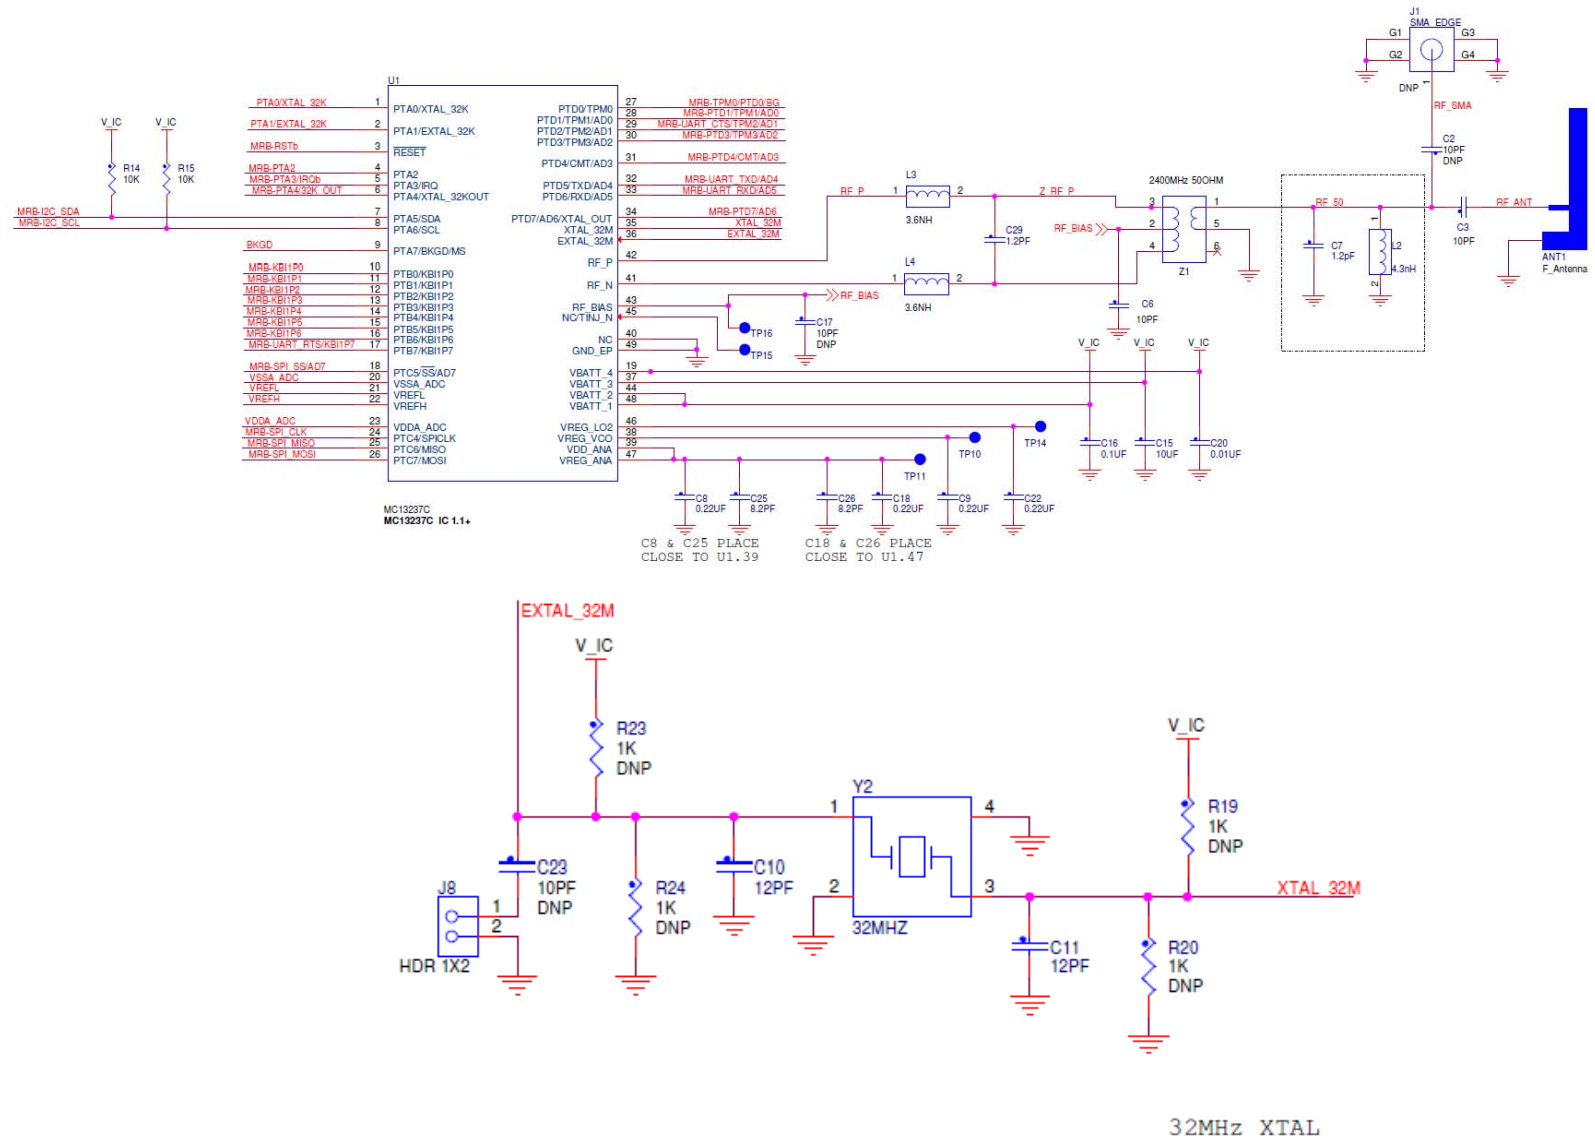 J1
SMA_EDGE
G1
G3
G2
G4
DNP
1
RF_SMA
C2
10PF
DNP
U1
PTA0/XTAL_32K
1
PTA0/XTAL_32K
PTA1/EXTAL_32K
2
PTA1/EXTAL_32K
MRB-RSTb
3
RESET
MRB-PTA2
4
PTA2
MRB-PTA3/IRQb
5
PTA3/IRQ
MRB-PTA4/32K_OUT
6
PTA4/XTAL_32KOUT
V_IC
V_IC
R14
10K
R15
10K
MRB-I2C_SDA
7
PTA5/SDA
MRB-I2C_SCL
8
PTA6/SCL
BKGD
9
PTA7/BKGD/MS
MRB-KBI1P0
10
PTB0/KBI1P0
MRB-KBI1P1
11
PTB1/KBI1P1
MRB-KBI1P2
12
PTB2/KBI1P2
MRB-KBI1P3
13
PTB3/KBI1P3
MRB-KBI1P4
14
PTB4/KBI1P4
MRB-KBI1P5
15
PTB5/KBI1P5
MRB-KBI1P6
16
PTB6/KBI1P6
MRB-UART_RTS/KBI1P7
17
PTB7/KBI1P7
MRB-SPI_SS/AD7
18
PTC5/SS/AD7
VSSA_ADC
20
VSSA_ADC
VREFL
21
VREFL
VREFH
22
VREFH
VDDA_ADC
23
VDDA_ADC
MRB-SPI_CLK
24
PTC4/SPICLK
MRB-SPI_MISO
25
PTC6/MISO
MRB-SPI_MOSI
26
PTC7/MOSI
PTD0/TPM0
27
MRB-TPM0/PTD0/BG
PTD1/TPM1/AD0
28
MRB-PTD1/TPM1/AD0
PTD2/TPM2/AD1
29
MRB-UART_CTS/TPM2/AD1
PTD3/TPM3/AD2
30
MRB-PTD3/TPM3/AD2
PTD4/CMT/AD3
31
MRB-PTD4/CMT/AD3
PTD5/TXD/AD4
32
MRB-UART_TXD/AD4
PTD6/RXD/AD5
33
MRB-UART_RXD/AD5
PTD7/AD6/XTAL_OUT
34
MRB-PTD7/AD6
XTAL_32M
35
XTAL_32M
EXTAL_32M
36
EXTAL_32M
RF_P
42
RF_N
41
RF_BIAS
43
NC/TINJ_N
45
NC
40
GND_EP
49
VBATT_4
19
VBATT_3
37
VBATT_2
44
VBATT_1
48
VREG_LO2
46
VREG_VCO
38
VDD_ANA
39
VREG_ANA
47
MC13237C
MC13237C IC 1.1+
RF_P
L3
1
2
3.6NH
Z_RF_P
C29
1.2PF
L4
1
2
3.6NH
RF_BIAS
TP16
TP15
C17
10PF
DNP
2400MHz 50OHM
3
2
4
1
5
6
Z1
RF_BIAS
C6
10PF
RF_50
C7
1.2pF
1
L2
4.3nH
2
C3
10PF
RF_ANT
ANT1
F_Antenna
V_IC
V_IC
V_IC
C16
0.1UF
C15
10UF
C20
0.01UF
TP14
TP10
TP11
C8
0.22UF
C25
8.2PF
C26
8.2PF
C18
0.22UF
C9
0.22UF
C22
0.22UF
C8 & C25 PLACE
CLOSE TO U1.39
C18 & C26 PLACE
CLOSE TO U1.47
EXTAL_32M
V_IC
R23
1K
DNP
C23
10PF
DNP
J8
1
2
HDR 1X2
R24
1K
DNP
C10
12PF
Y2
1
4
2
3
32MHZ
V_IC
R19
1K
DNP
XTAL_32M
C11
12PF
R20
1K
DNP
32MHz XTAL